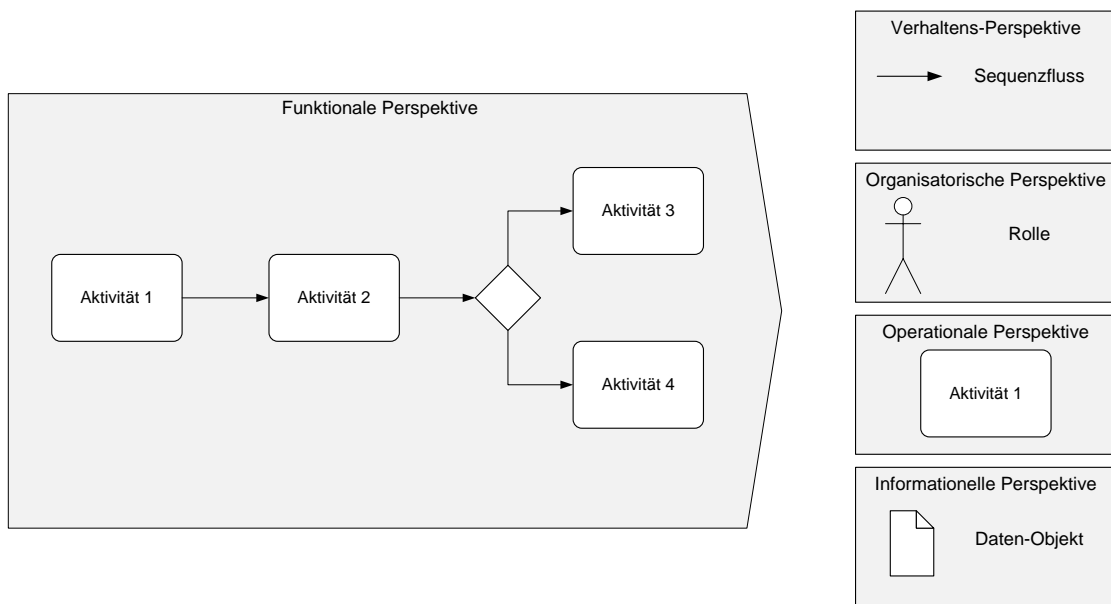 Funktionale Perspektive
Aktivität 1
Aktivität 2
Aktivität 3
Aktivität 4
Verhaltens-Perspektive
Sequenzfluss
Organisatorische Perspektive
Rolle
Operationale Perspektive
Aktivität 1
Informationelle Perspektive
Daten-Objekt